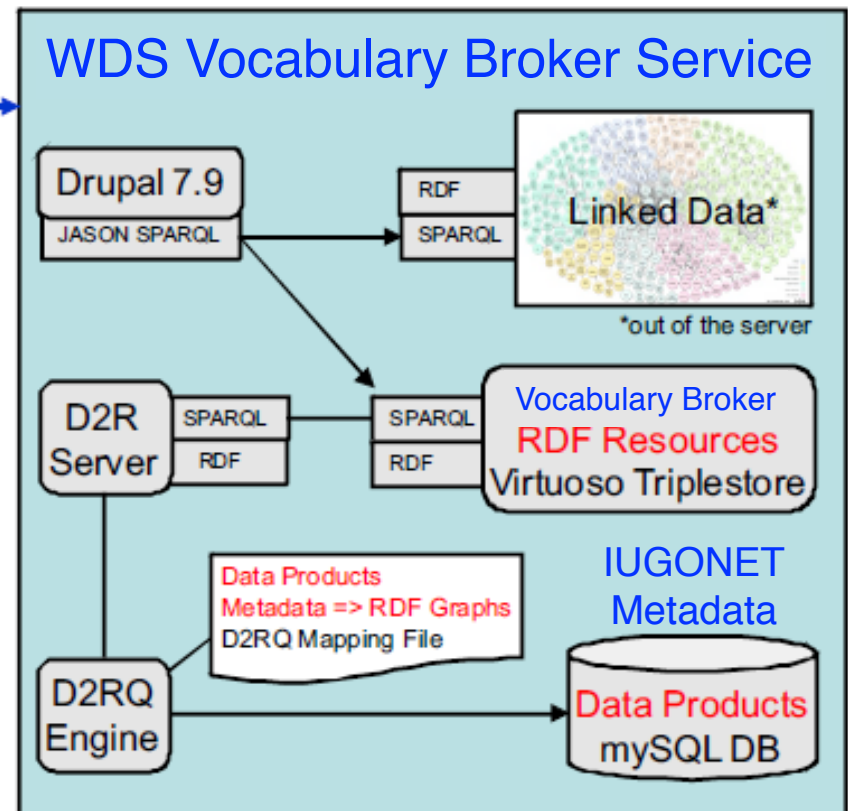 WDS Vocabulary Broker Service
Drupal 7.9
JASON SPARQL
RDF
SPARQL
Linked Data*
*out of the server
D2R
Server
SPARQL
RDF
SPARQL
RDF
Vocabulary Broker
RDF Resources
Virtuoso Triplestore
Data Products
Metadata => RDF Graphs
D2RQ Mapping File
IUGONET
Metadata
D2RQ
Engine
Data Products
mySQL DB